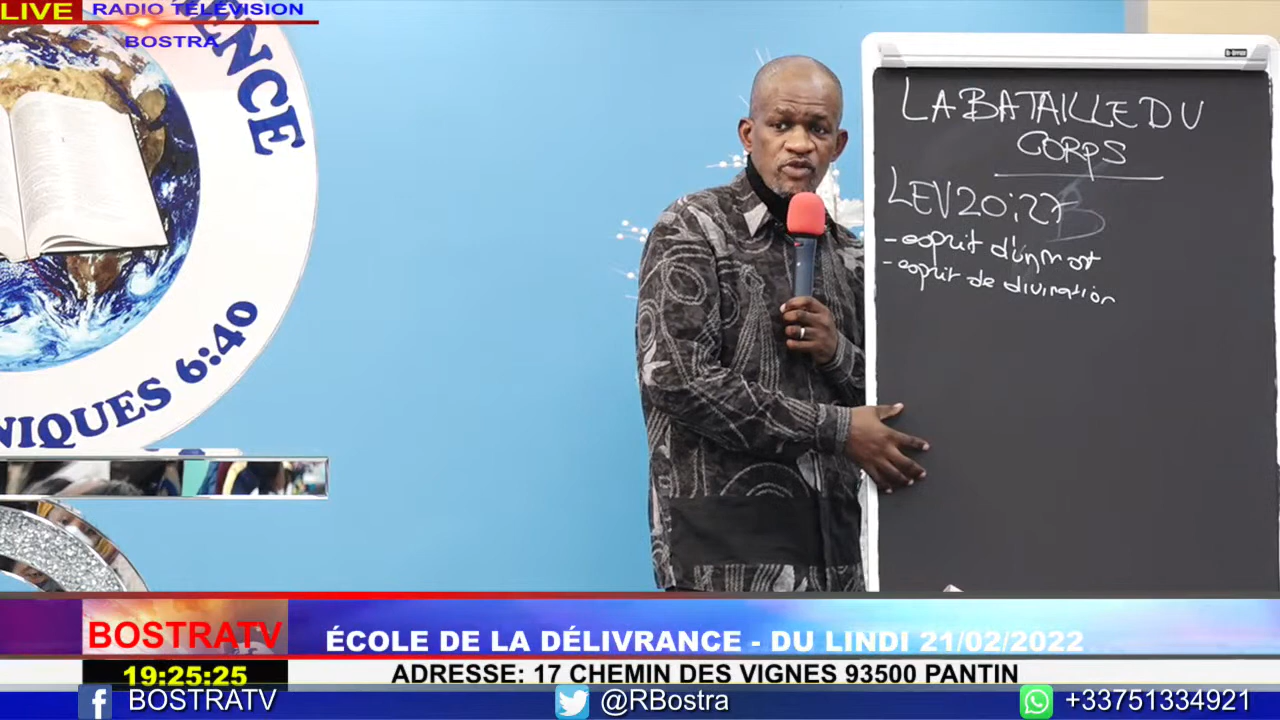 LIVE
RADIO TÉLÉVISION
BOSTRA
ENCE
NIQUES 6:40
LA BATAILLE DU
CORPS
LEV 20;27
- esprit d'un mort
- esprit de divination
BOSTRATV
ÉCOLE DE LA DÉLIVRANCE - DU LINDI 21/02/2022
19:25:25
ADRESSE: 17 CHEMIN DES VIGNES 93500 PANTIN
BOSTRATV
@RBostra
+33751334921